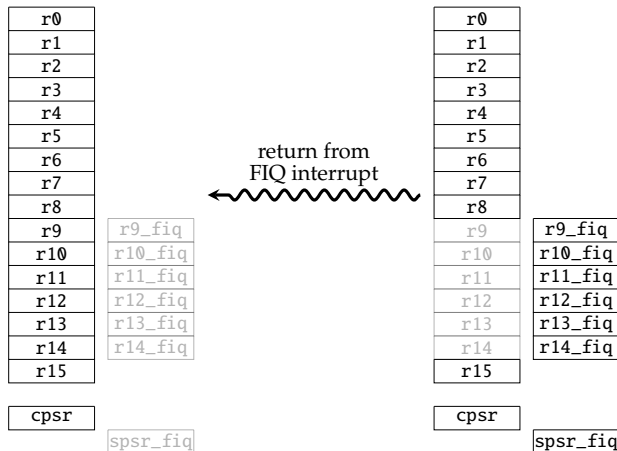 r0 r0
r1 r1
r2 r2
r3 r3
r4 r4
r5 r5
return from
r6 r6
FIQ interrupt
r7 r7
r8 r8
r9 r9_fiq r9 r9_fiq
r10 r10_fiq r10 r10_fiq
r11 r11_fiq r11 r11_fiq
r12 r12_fiq r12 r12_fiq
r13 r13_fiq r13 r13_fiq
r14 r14_fiq r14 r14_fiq
r15 r15
cpsr cpsr
spsr_fiq spsr_fiq